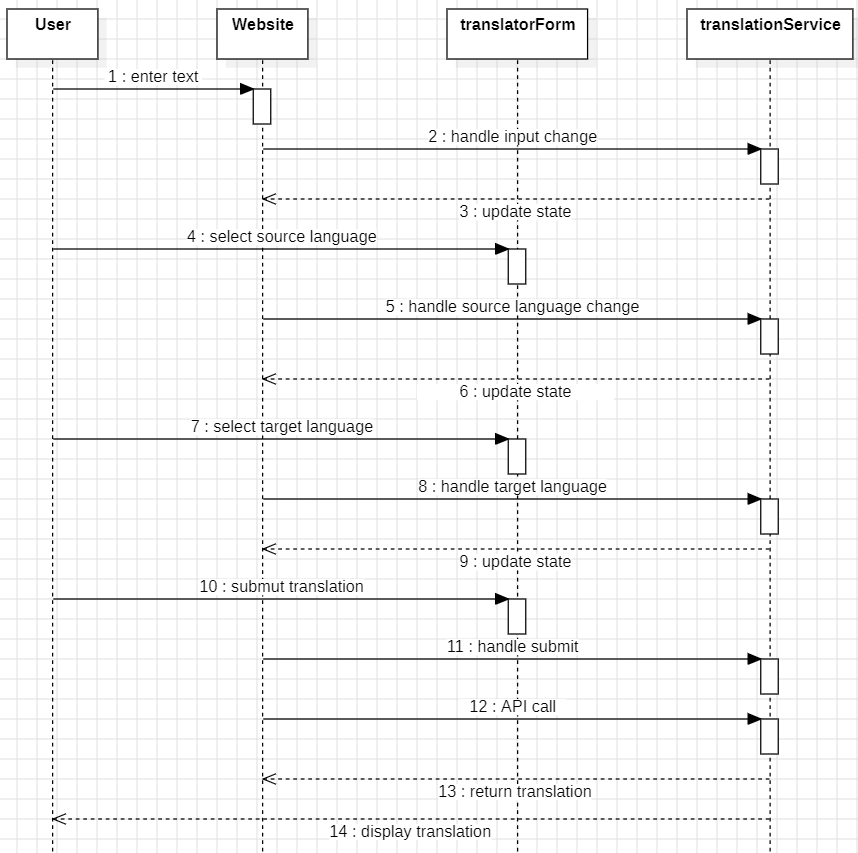 User
Website
translatorForm
translationService
1 : enter text
2 : handle input change
3 : update state
4 : select source language
5 : handle source language change
6 : update state
7 : select target language
8 : handle target language
9 : update state
10 : submut translation
11 : handle submit
12 : API call
13 : return translation
14 : display translation